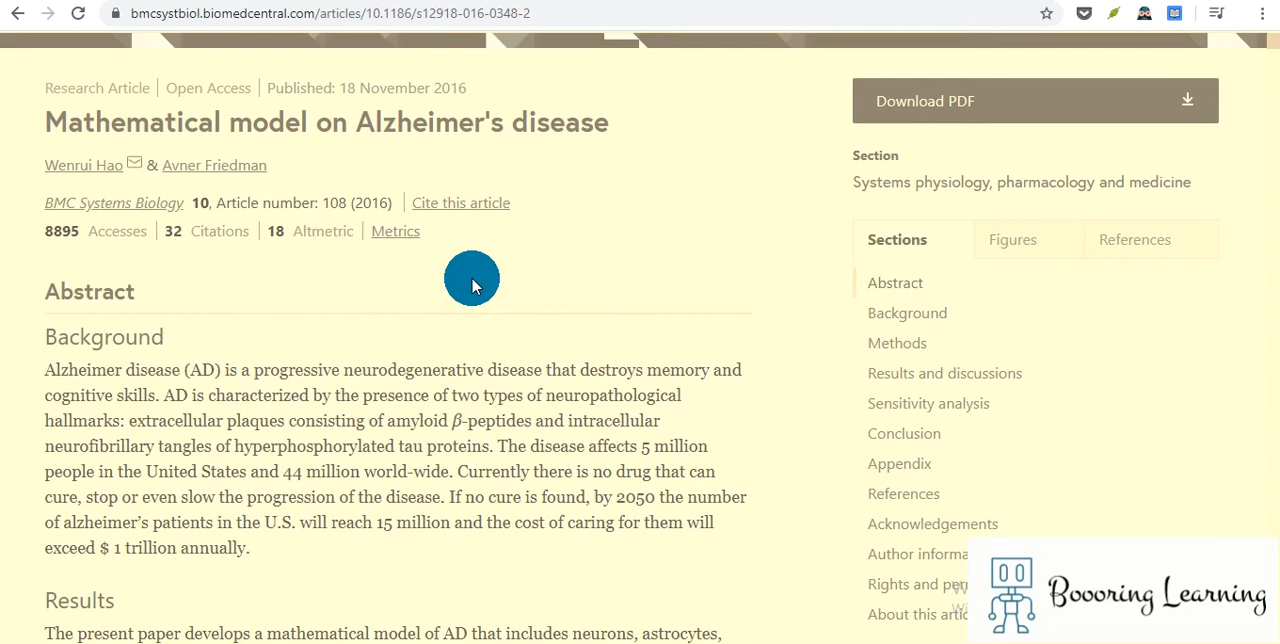 bmcsystbiol.biomedcentral.com/articles/10.1186/s12918-016-0348-2
Research Article | Open Access | Published: 18 November 2016
Mathematical model on Alzheimer's disease
Wenrui Hao & Avner Friedman
BMC Systems Biology 10, Article number: 108 (2016) | Cite this article
8895 Accesses | 32 Citations | 18 Altmetric | Metrics
Abstract
Background
Alzheimer disease (AD) is a progressive neurodegenerative disease that destroys memory and
cognitive skills. AD is characterized by the presence of two types of neuropathological
hallmarks: extracellular plaques consisting of amyloid β-peptides and intracellular
neurofibrillary tangles of hyperphosphorylated tau proteins. The disease affects 5 million
people in the United States and 44 million world-wide. Currently there is no drug that can
cure, stop or even slow the progression of the disease. If no cure is found, by 2050 the number
of alzheimer's patients in the U.S. will reach 15 million and the cost of caring for them will
exceed $ 1 trillion annually.
Results
The present paper develops a mathematical model of AD that includes neurons, astrocytes,
Download PDF
Section
Systems physiology, pharmacology and medicine
Sections Figures References
Abstract
Background
Methods
Results and discussions
Sensitivity analysis
Conclusion
Appendix
References
Acknowledgements
Author
Rights and
About this
Boooring Learning